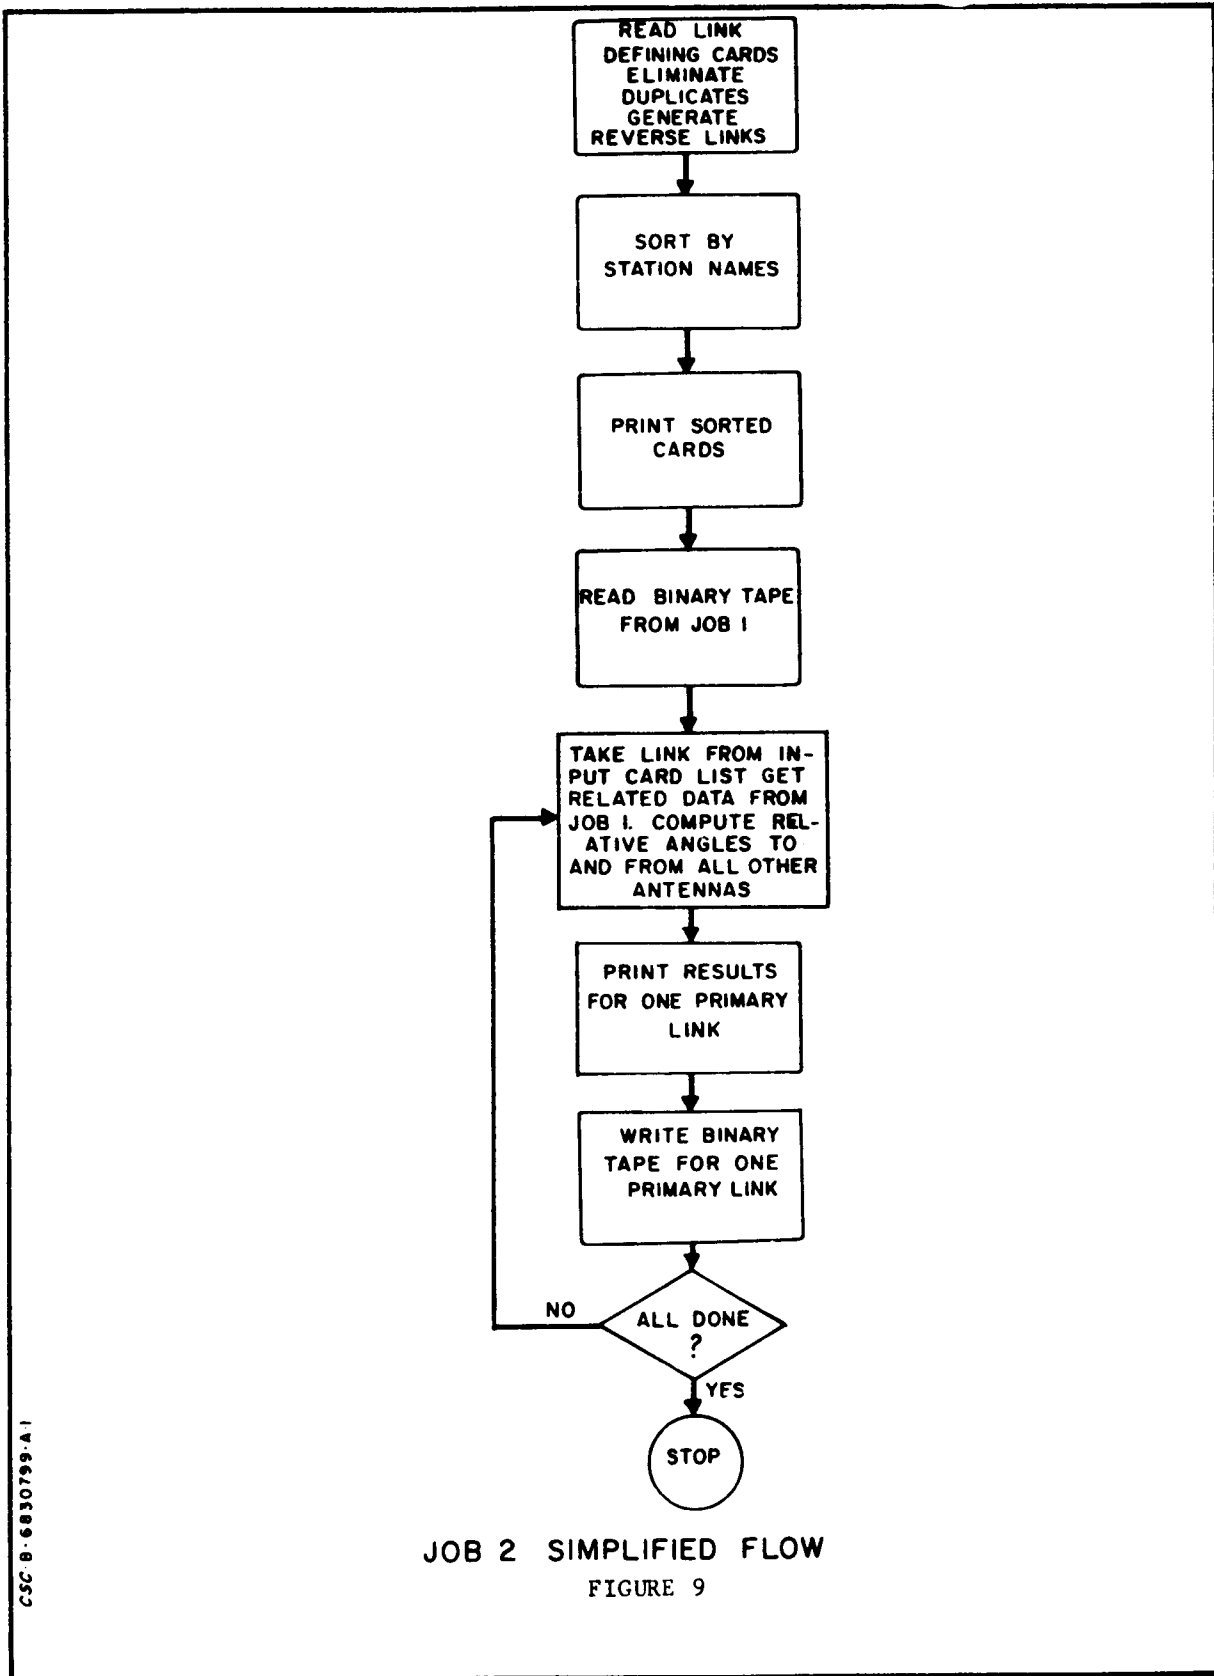 READ LINK
DEFINING CARDS
ELIMINATE
DUPLICATES
GENERATE
REVERSE LINKS
SORT BY
STATION NAMES
PRINT SORTED
CARDS
READ BINARY TAPE
FROM JOB 1
TAKE LINK FROM IN-
PUT CARD LIST GET
RELATED DATA FROM
JOB 1. COMPUTE REL-
ATIVE ANGLES TO
AND FROM ALL OTHER
ANTENNAS
PRINT RESULTS
FOR ONE PRIMARY
LINK
WRITE BINARY
TAPE FOR ONE
PRIMARY LINK
ALL DONE
?
NO
YES
STOP
JOB 2 SIMPLIFIED FLOW
FIGURE 9
CSC-B-6830799-A-1